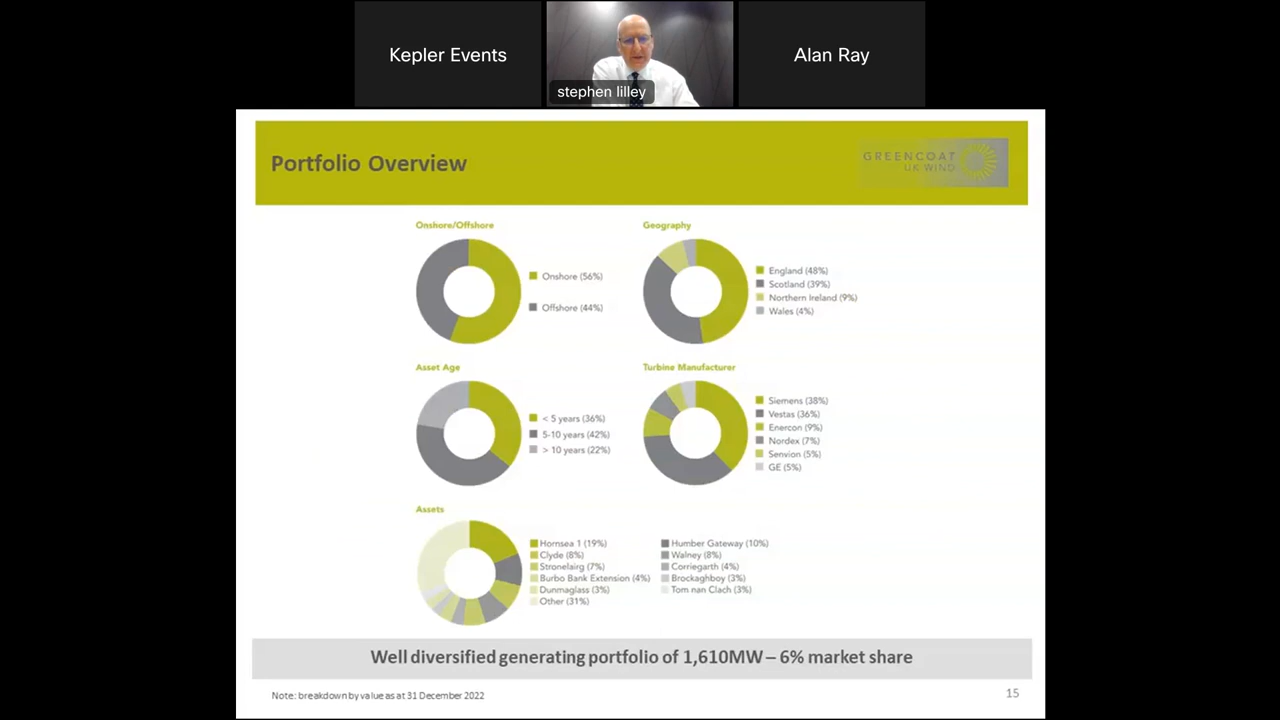 Kepler Events
stephen lilley
Alan Ray
Portfolio Overview
GREENCOAT
UK WIND
Onshore/Offshore
Onshore (56%)
Offshore (44%)
Geography
England (48%)
Scotland (39%)
Northern Ireland (9%)
Wales (4%)
Asset Age
< 5 years (36%)
5-10 years (42%)
> 10 years (22%)
Turbine Manufacturer
Siemens (38%)
Vestas (36%)
Enercon (9%)
Nordex (7%)
Senvion (5%)
GE (5%)
Assets
Hornsea 1 (19%)
Clyde (8%)
Stronelairg (7%)
Burbo Bank Extension (4%)
Dunmaglass (3%)
Other (31%)
Humber Gateway (10%)
Walney (8%)
Corriegarth (4%)
Brockaghboy (3%)
Tom nan Clach (3%)
Well diversified generating portfolio of 1,610MW – 6% market share
Note: breakdown by value as at 31 December 2022
15